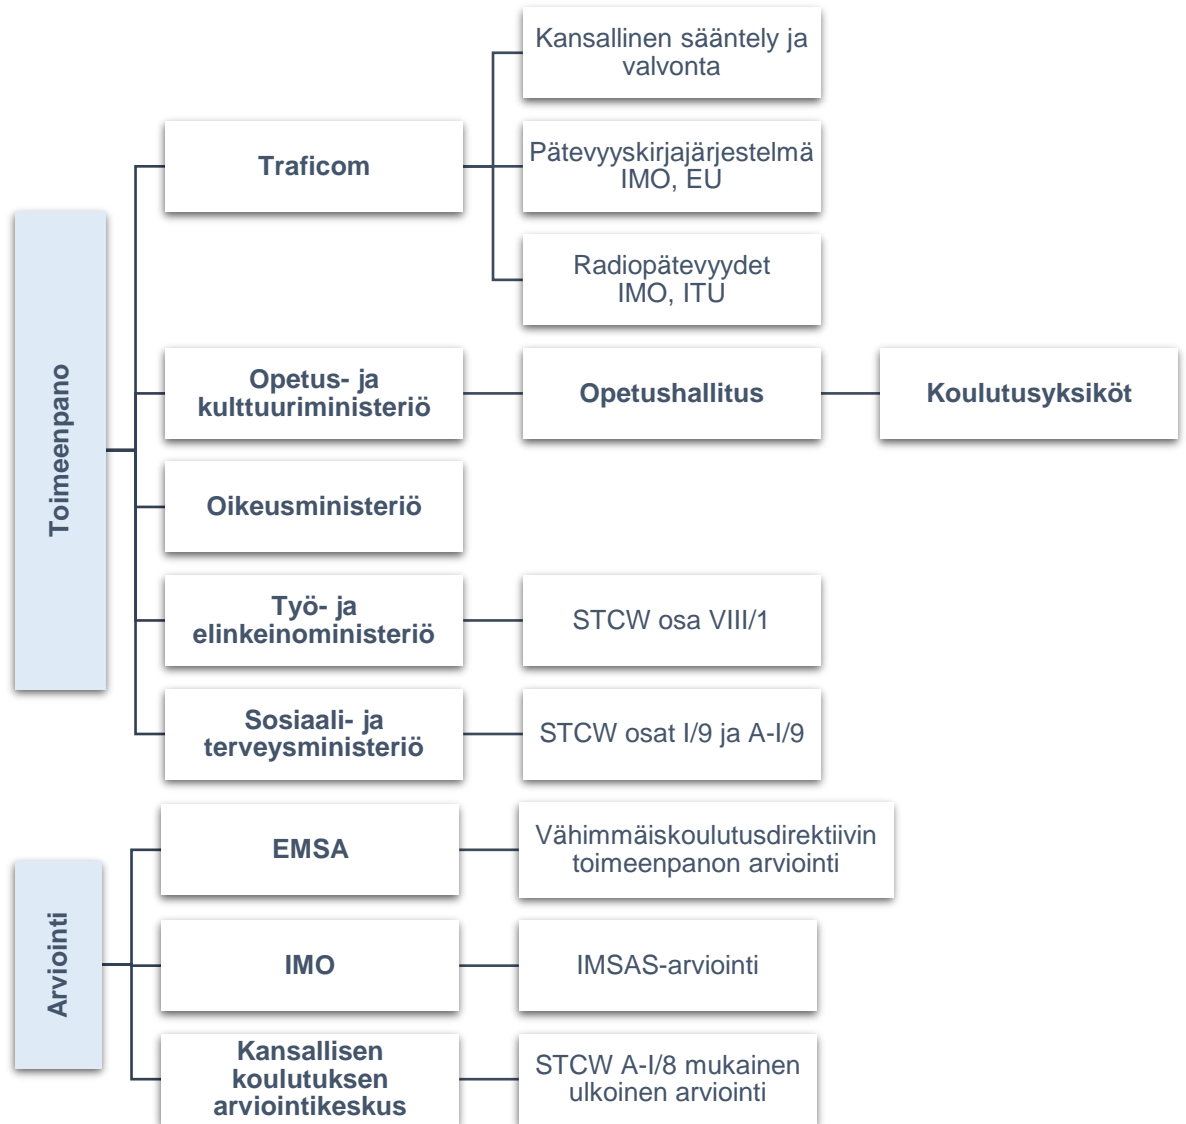 Toimeenpano
Traficom
Kansallinen sääntely ja
valvonta
Pätevyyskirjajärjestelmä
IMO, EU
Radiopätevyydet
IMO, ITU
Opetus- ja
kulttuuriministeriö
Opetushallitus
Koulutusyksiköt
Oikeusministeriö
Työ- ja
elinkeinoministeriö
STCW osa VIII/1
Sosiaali- ja
terveysministeriö
STCW osat I/9 ja A-I/9
Arviointi
EMSA
Vähimmäiskoulutusdirektiivin
toimeenpanon arviointi
IMO
IMSAS-arviointi
Kansallisen
koulutuksen
arviointikeskus
STCW A-I/8 mukainen
ulkoinen arviointi